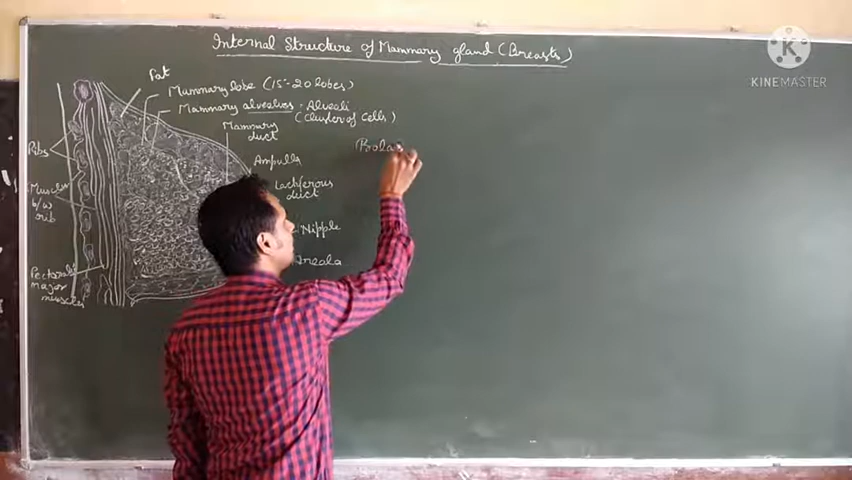 Internal Structure of Mammary gland (Breasts)
Fat
Mammary lobe (15-20 lobes)
Mammary alveolus = Alveoli
(Cluster of Cells)
Mammary
duct
Ampulla
Lactiferous
duct
Nipple
Areola
Ribs
Muscles
b/w
rib
Pectoralis
major
muscles
KINEMASTER